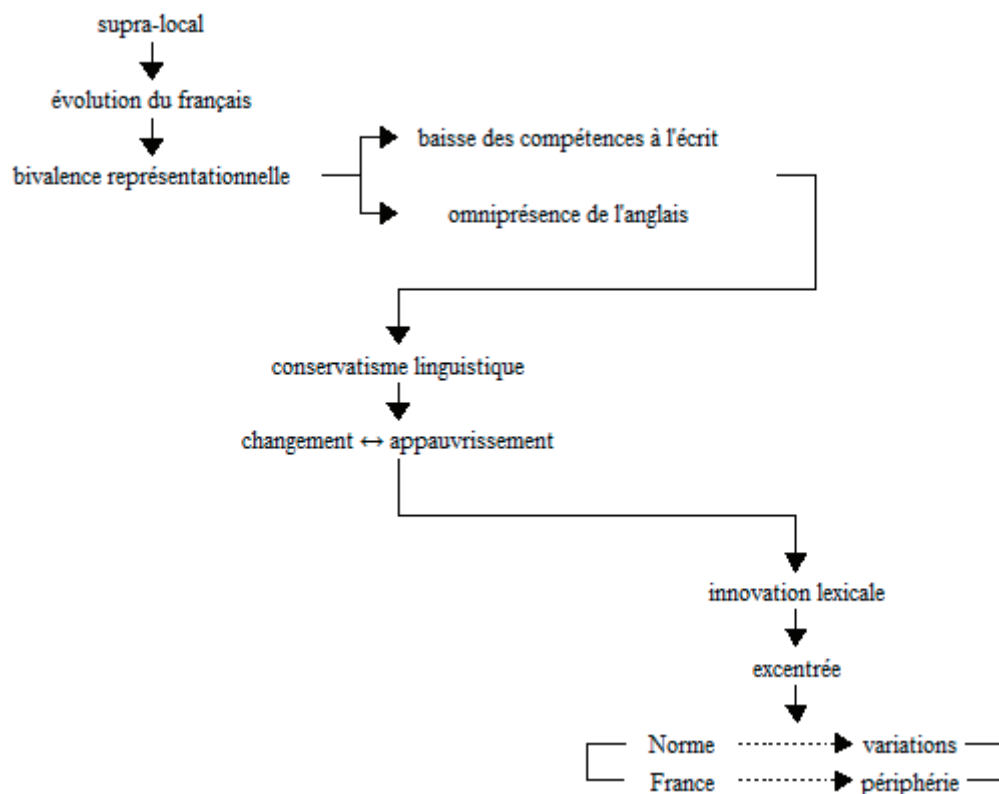 supra-local
évolution du français
baisse des compétences à l'écrit
bivalence représentationnelle
omniprésence de l'anglais
conservatisme linguistique
changement ↔ appauvrissement
innovation lexicale
excentrée
Norme variations
France périphérie